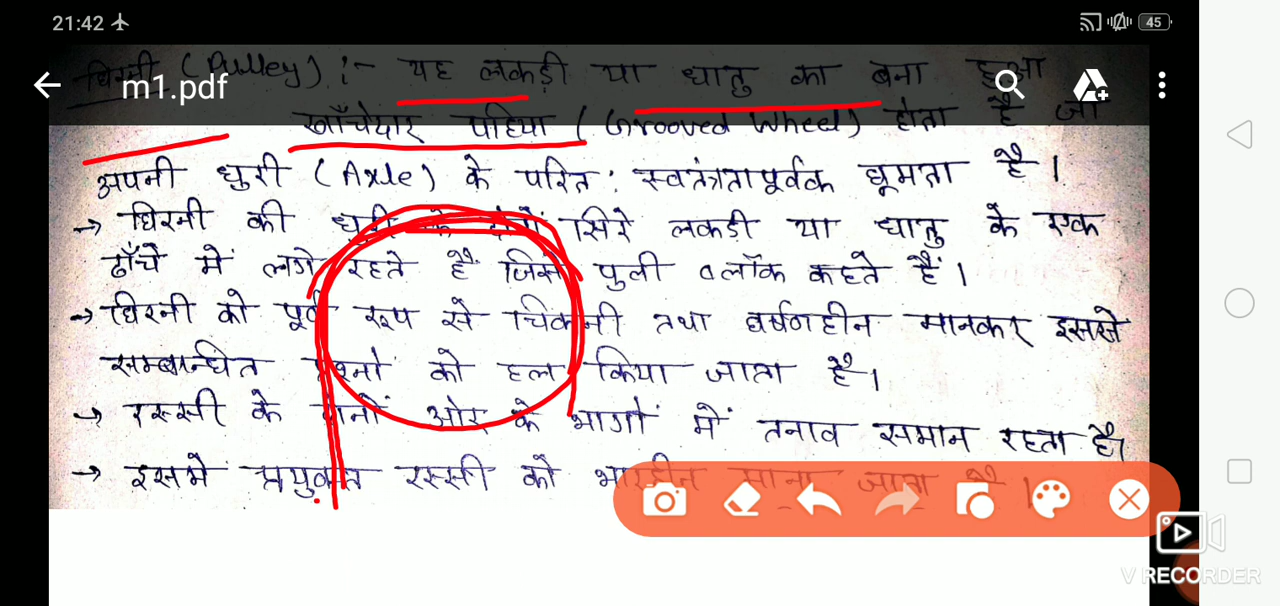 21:42
45
m1.pdf
घिरनी (Pulley) :- यह लकड़ी या धातु का बना हुआ
खाँचेदार पहिया (Grooved Wheel) होता है जो
अपनी धुरी (Axle) के परित: स्वतंत्रतापूर्वक घूमता है।
→ घिरनी की धुरी के दोनों सिरे लकड़ी या धातु के एक
ढाँचे में लगे रहते है जिसे पुली ब्लॉक कहते हैं।
→ घिरनी को पूर्ण रूप से चिकनी तथा घर्षणहीन मानकर इससे
सम्बान्धित प्रश्नों को हल किया जाता है।
→ रस्सी के दोनों ओर के भागों में तनाव समान रहता है।
→ इसमे प्रयुक्त रस्सी को भारहीन माना जाता है।
V RECORDER